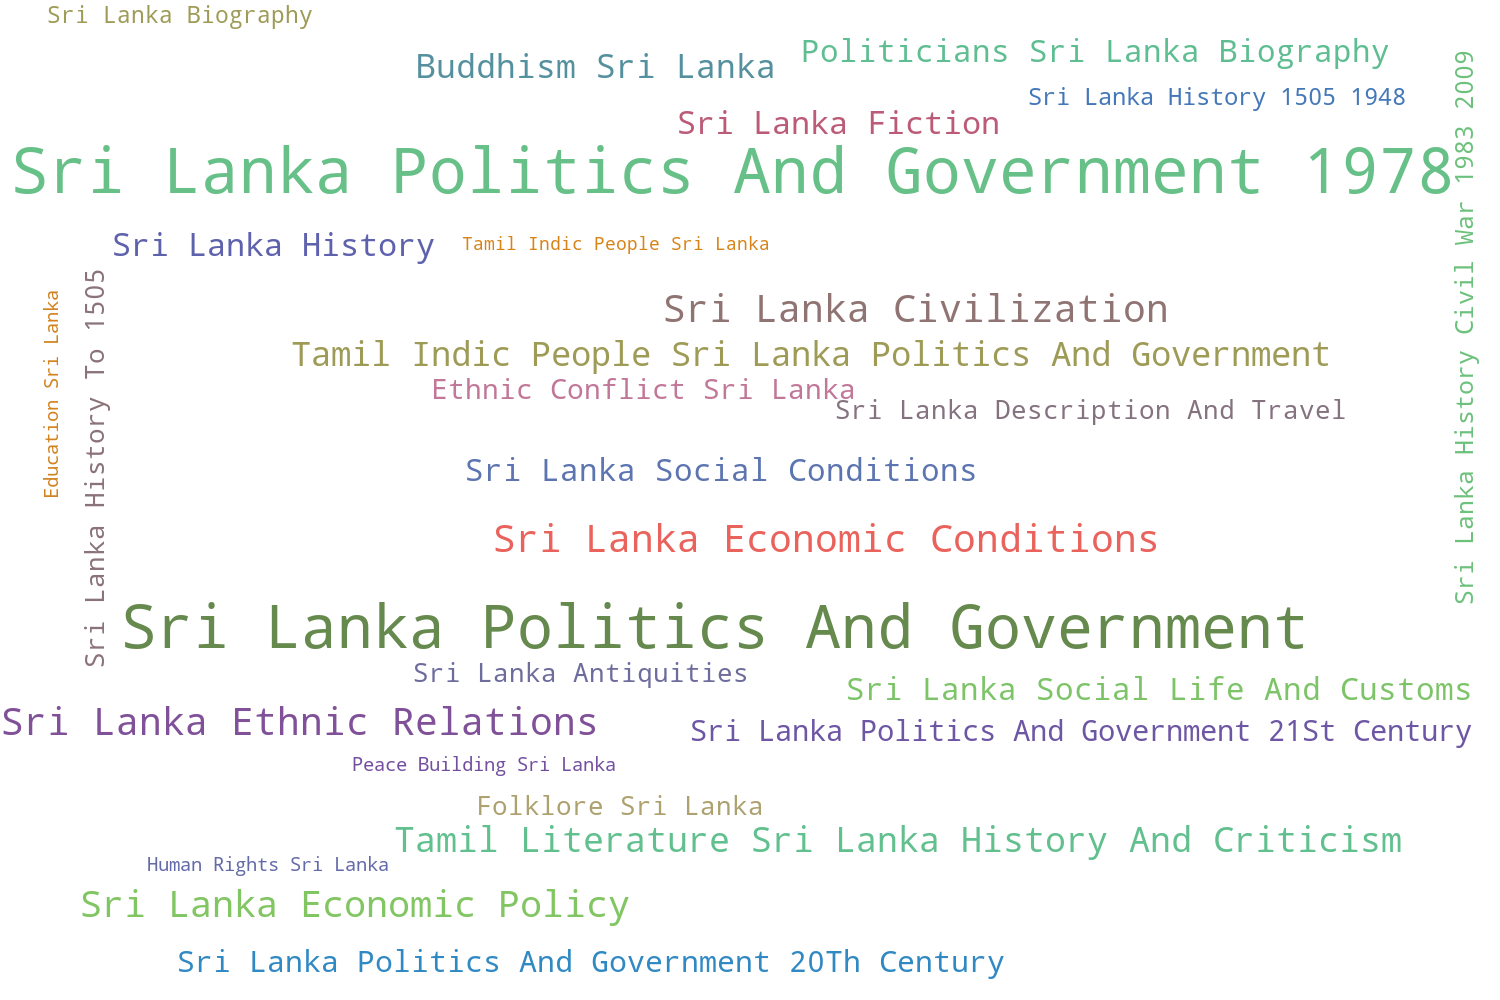 Sri Lanka Biography
Politicians Sri Lanka Biography
Buddhism Sri Lanka
Sri Lanka History 1505 1948
Sri Lanka Fiction
Sri Lanka Politics And Government 1978
Sri Lanka History Civil War 1983 2009
Sri Lanka History
Tamil Indic People Sri Lanka
Education Sri Lanka
Sri Lanka History To 1505
Sri Lanka Civilization
Tamil Indic People Sri Lanka Politics And Government
Ethnic Conflict Sri Lanka
Sri Lanka Description And Travel
Sri Lanka Social Conditions
Sri Lanka Economic Conditions
Sri Lanka Politics And Government
Sri Lanka Antiquities
Sri Lanka Social Life And Customs
Sri Lanka Ethnic Relations
Sri Lanka Politics And Government 21St Century
Peace Building Sri Lanka
Folklore Sri Lanka
Tamil Literature Sri Lanka History And Criticism
Human Rights Sri Lanka
Sri Lanka Economic Policy
Sri Lanka Politics And Government 20Th Century